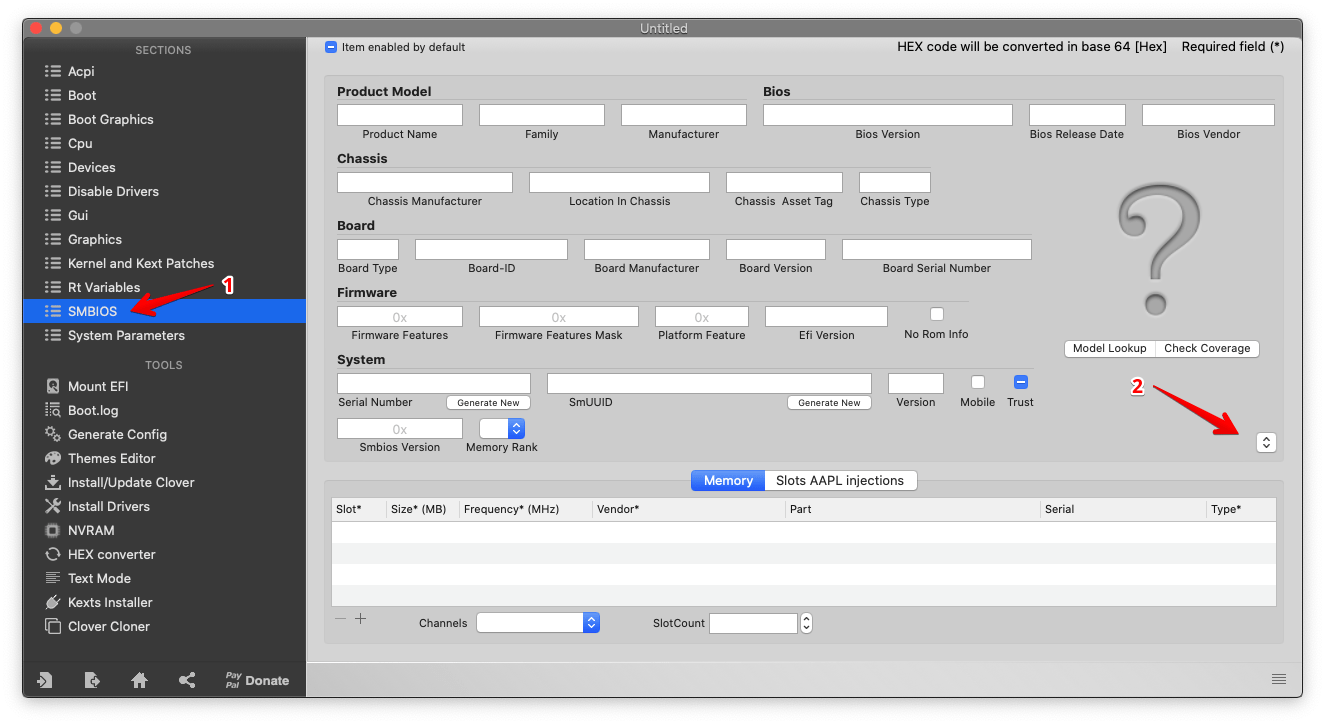 Untitled
SECTIONS
Acpi
Boot
Boot Graphics
Cpu
Devices
Disable Drivers
Gui
Graphics
Kernel and Kext Patches
Rt Variables
1
SMBIOS
System Parameters
TOOLS
Mount EFI
Boot.log
Generate Config
Themes Editor
Install/Update Clover
Install Drivers
NVRAM
HEX converter
Text Mode
Kexts Installer
Clover Cloner
Pay
Pal Donate
Item enabled by default HEX code will be converted in base 64 [Hex] Required field (*)
Product Model Bios
Product Name Family Manufacturer Bios Version Bios Release Date Bios Vendor
Chassis
Chassis Manufacturer Location In Chassis Chassis Asset Tag Chassis Type
Board
Board Type Board-ID Board Manufacturer Board Version Board Serial Number
?
Firmware
0x 0x 0x
Firmware Features Firmware Features Mask Platform Feature Efi Version No Rom Info
Model Lookup Check Coverage
System
2
Serial Number Generate New SmUUID Generate New Version Mobile Trust
0x
Smbios Version Memory Rank
Memory Slots AAPL injections
Slot* Size* (MB) Frequency* (MHz) Vendor* Part Serial Type*
Channels SlotCount